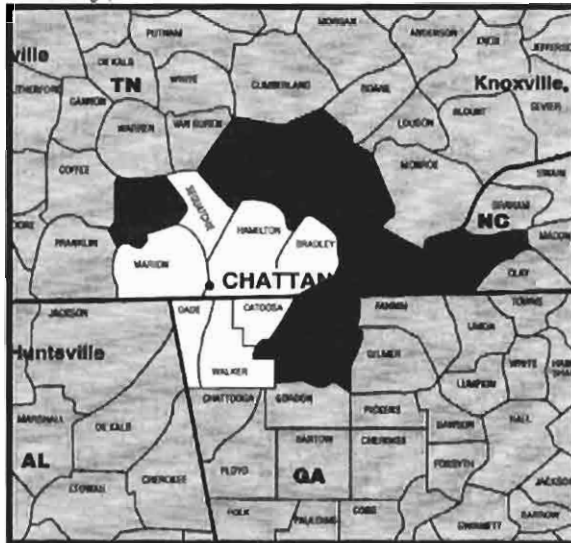 PUTNAM
MORGAN
ANDERSON
KNOX
JEFFERS
ville
DE KALB
TN
WHITE
CUMBERLAND
ROANE
Knoxville
RUTHERFORD
CANNON
LOUDON
BLOUNT
SEVIER
WARREN
VAN BUREN
COFFEE
MONROE
SWAIN
SEQUATCHIE
GRAHAM
NC
FRANKLIN
HAMILTON
BRADLEY
MACON
MARION
CLAY
CHATTAN
JACKSON
DADE
CATOOSA
FANNIN
TOWNS
UNION
Huntsville
GILMER
WHITE
WALKER
LUMPKIN
MARSHALL
DE KALB
CHATTOOGA
GORDON
PICKENS
DAWSON
HALL
AL
BARTOW
CHEROKEE
FORSYTH
CHEROKEE
FLOYD
GA
JACKSON
ETOWAH
POLK
PAULDING
COBB
GWINNETT
BARROW